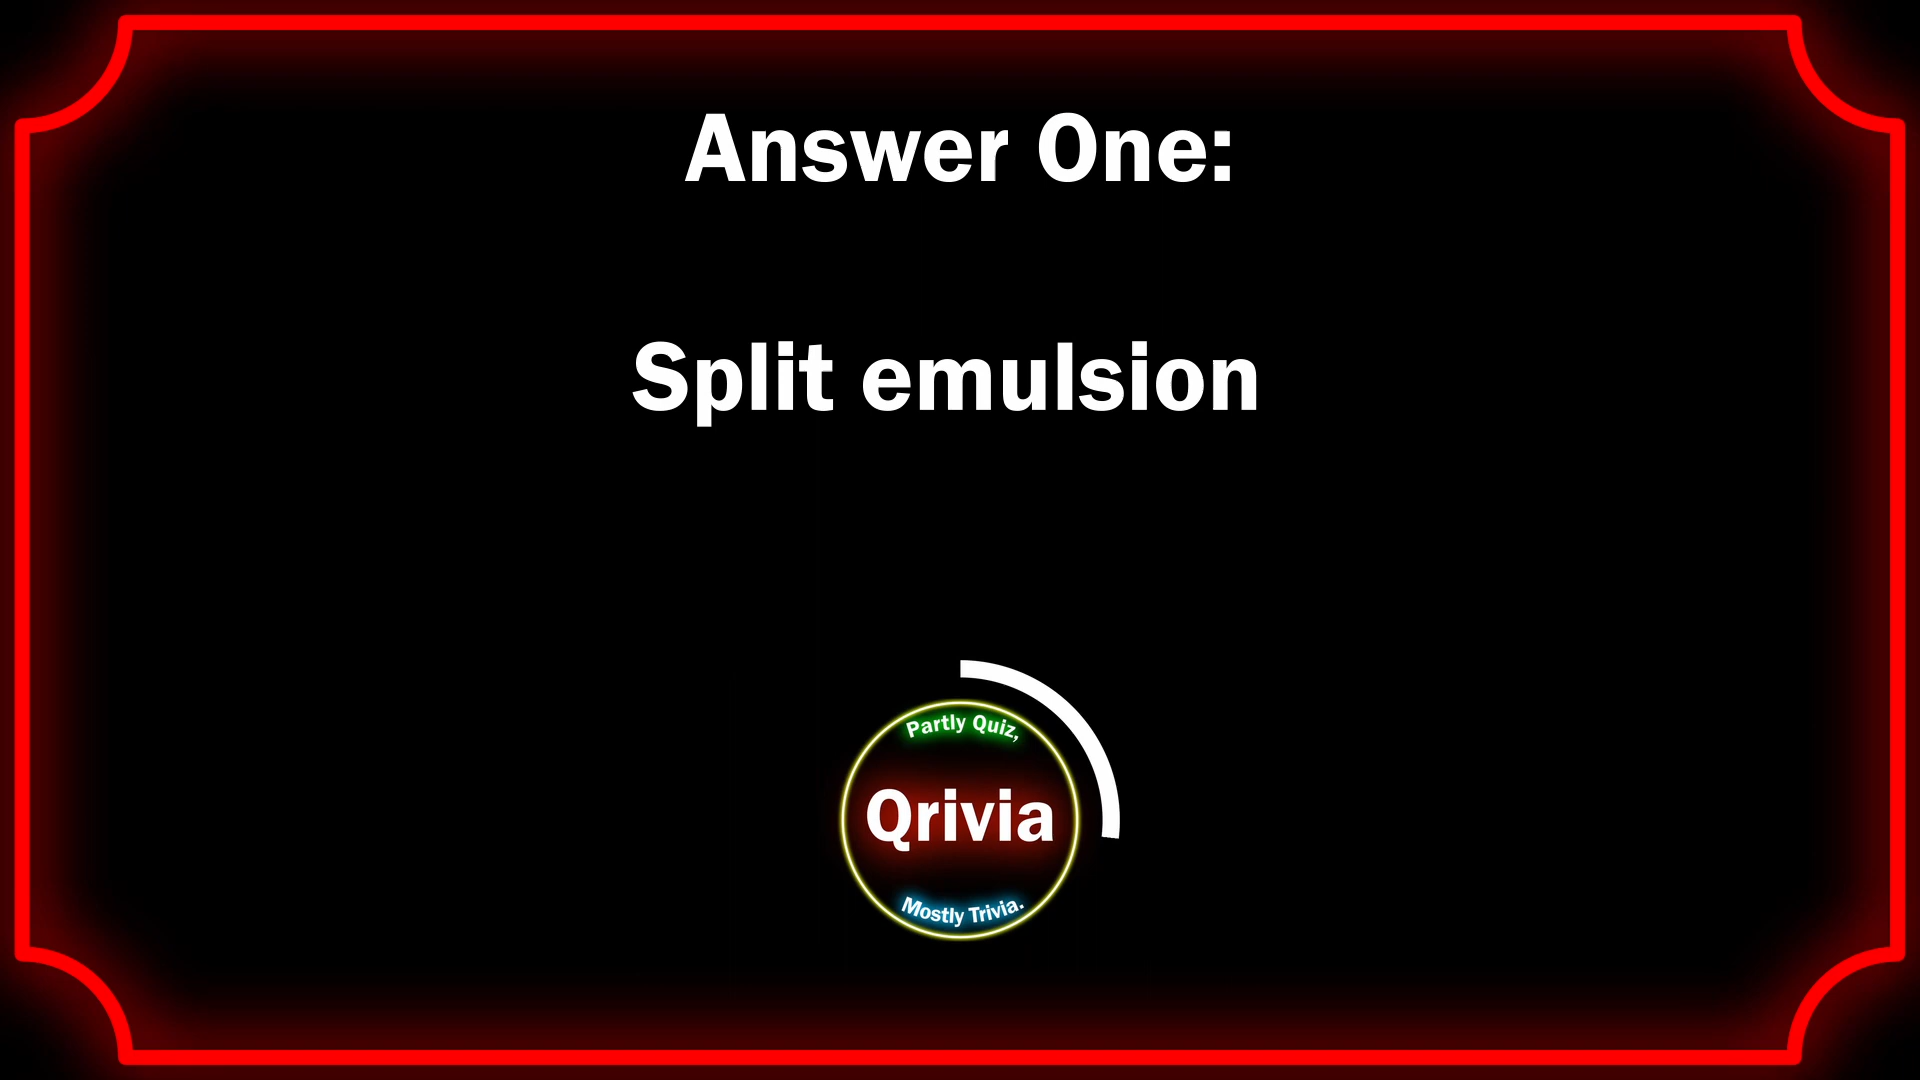 Answer One:
Split emulsion
Partly Quiz,
Qrivia
Mostly Trivia.